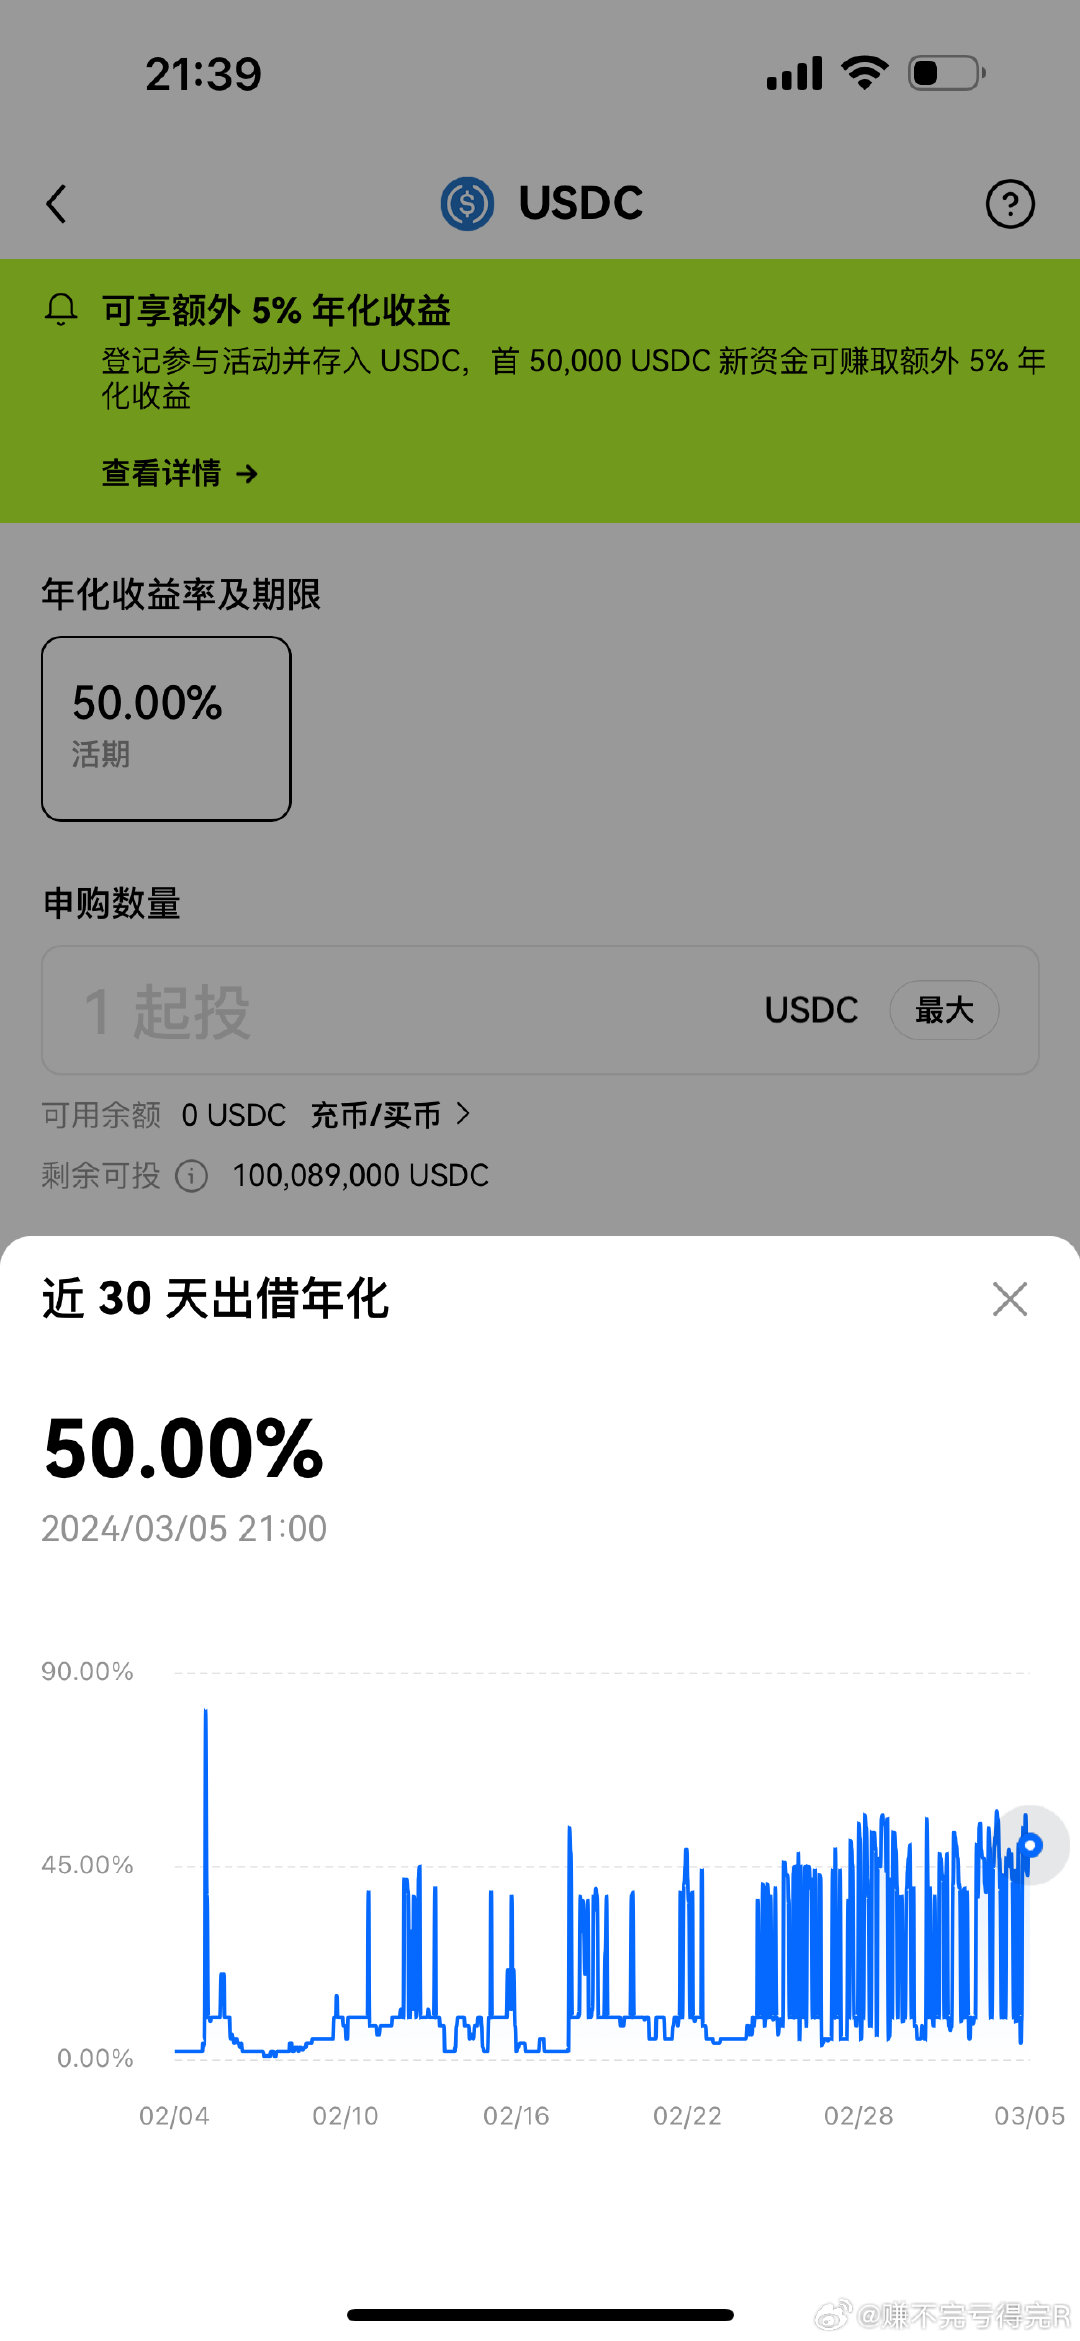 21:39
USDC
可享额外 5% 年化收益
登记参与活动并存入 USDC，首 50,000 USDC 新资金可赚取额外 5% 年
化收益
查看详情 →
年化收益率及期限
50.00%
活期
申购数量
1 起投 USDC 最大
可用余额 0 USDC 充币/买币 >
剩余可投 100,089,000 USDC
近 30 天出借年化
50.00%
2024/03/05 21:00
90.00%
45.00%
0.00%
02/04 02/10 02/16 02/22 02/28 03/05
@赚不完亏得完R